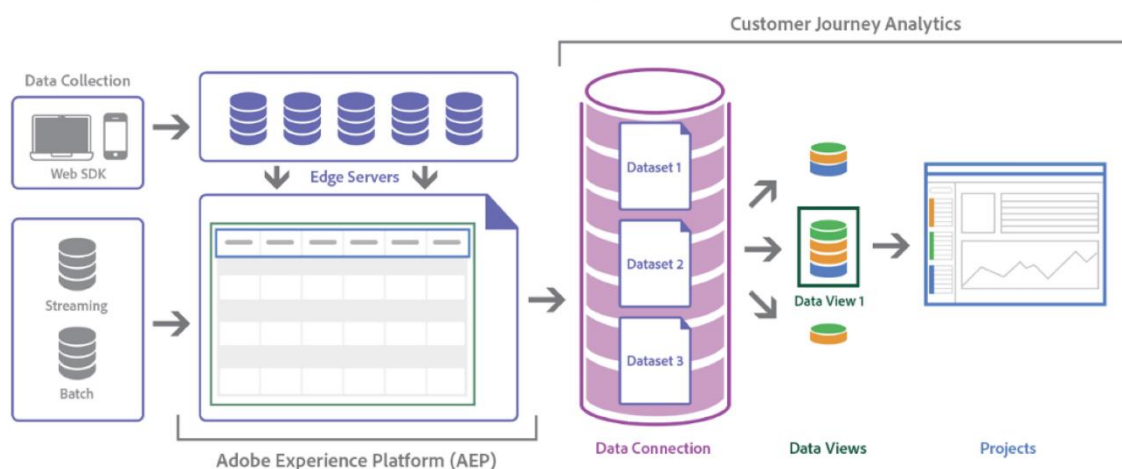 Customer Journey Analytics
Data Collection
Web SDK
Edge Servers
Streaming
Batch
Adobe Experience Platform (AEP)
Dataset 1
Dataset 2
Dataset 3
Data Connection
Data View 1
Data Views
Projects